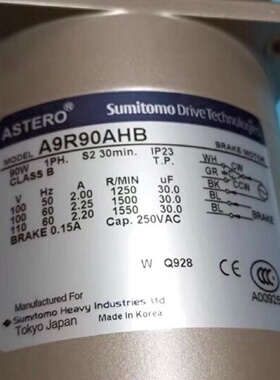 ASTERO® Sumitomo Drive Technologies
MODEL A9R90AHB BRAKE MOTOR
90W 1PH. S2 30min. IP23
CLASS B T.P.
V Hz A R/MIN uF
100 50 2.00 1250 30.0
100 60 2.25 1500 30.0
110 60 2.20 1550 30.0
BRAKE 0.15A Cap. 250VAC
WH CW
GR CCW
BK
BL BRAKE
BL
W Q928
Manufactured For
Sumitomo Heavy Industries Ltd.
Tokyo Japan Made In Korea
CCC
A00925